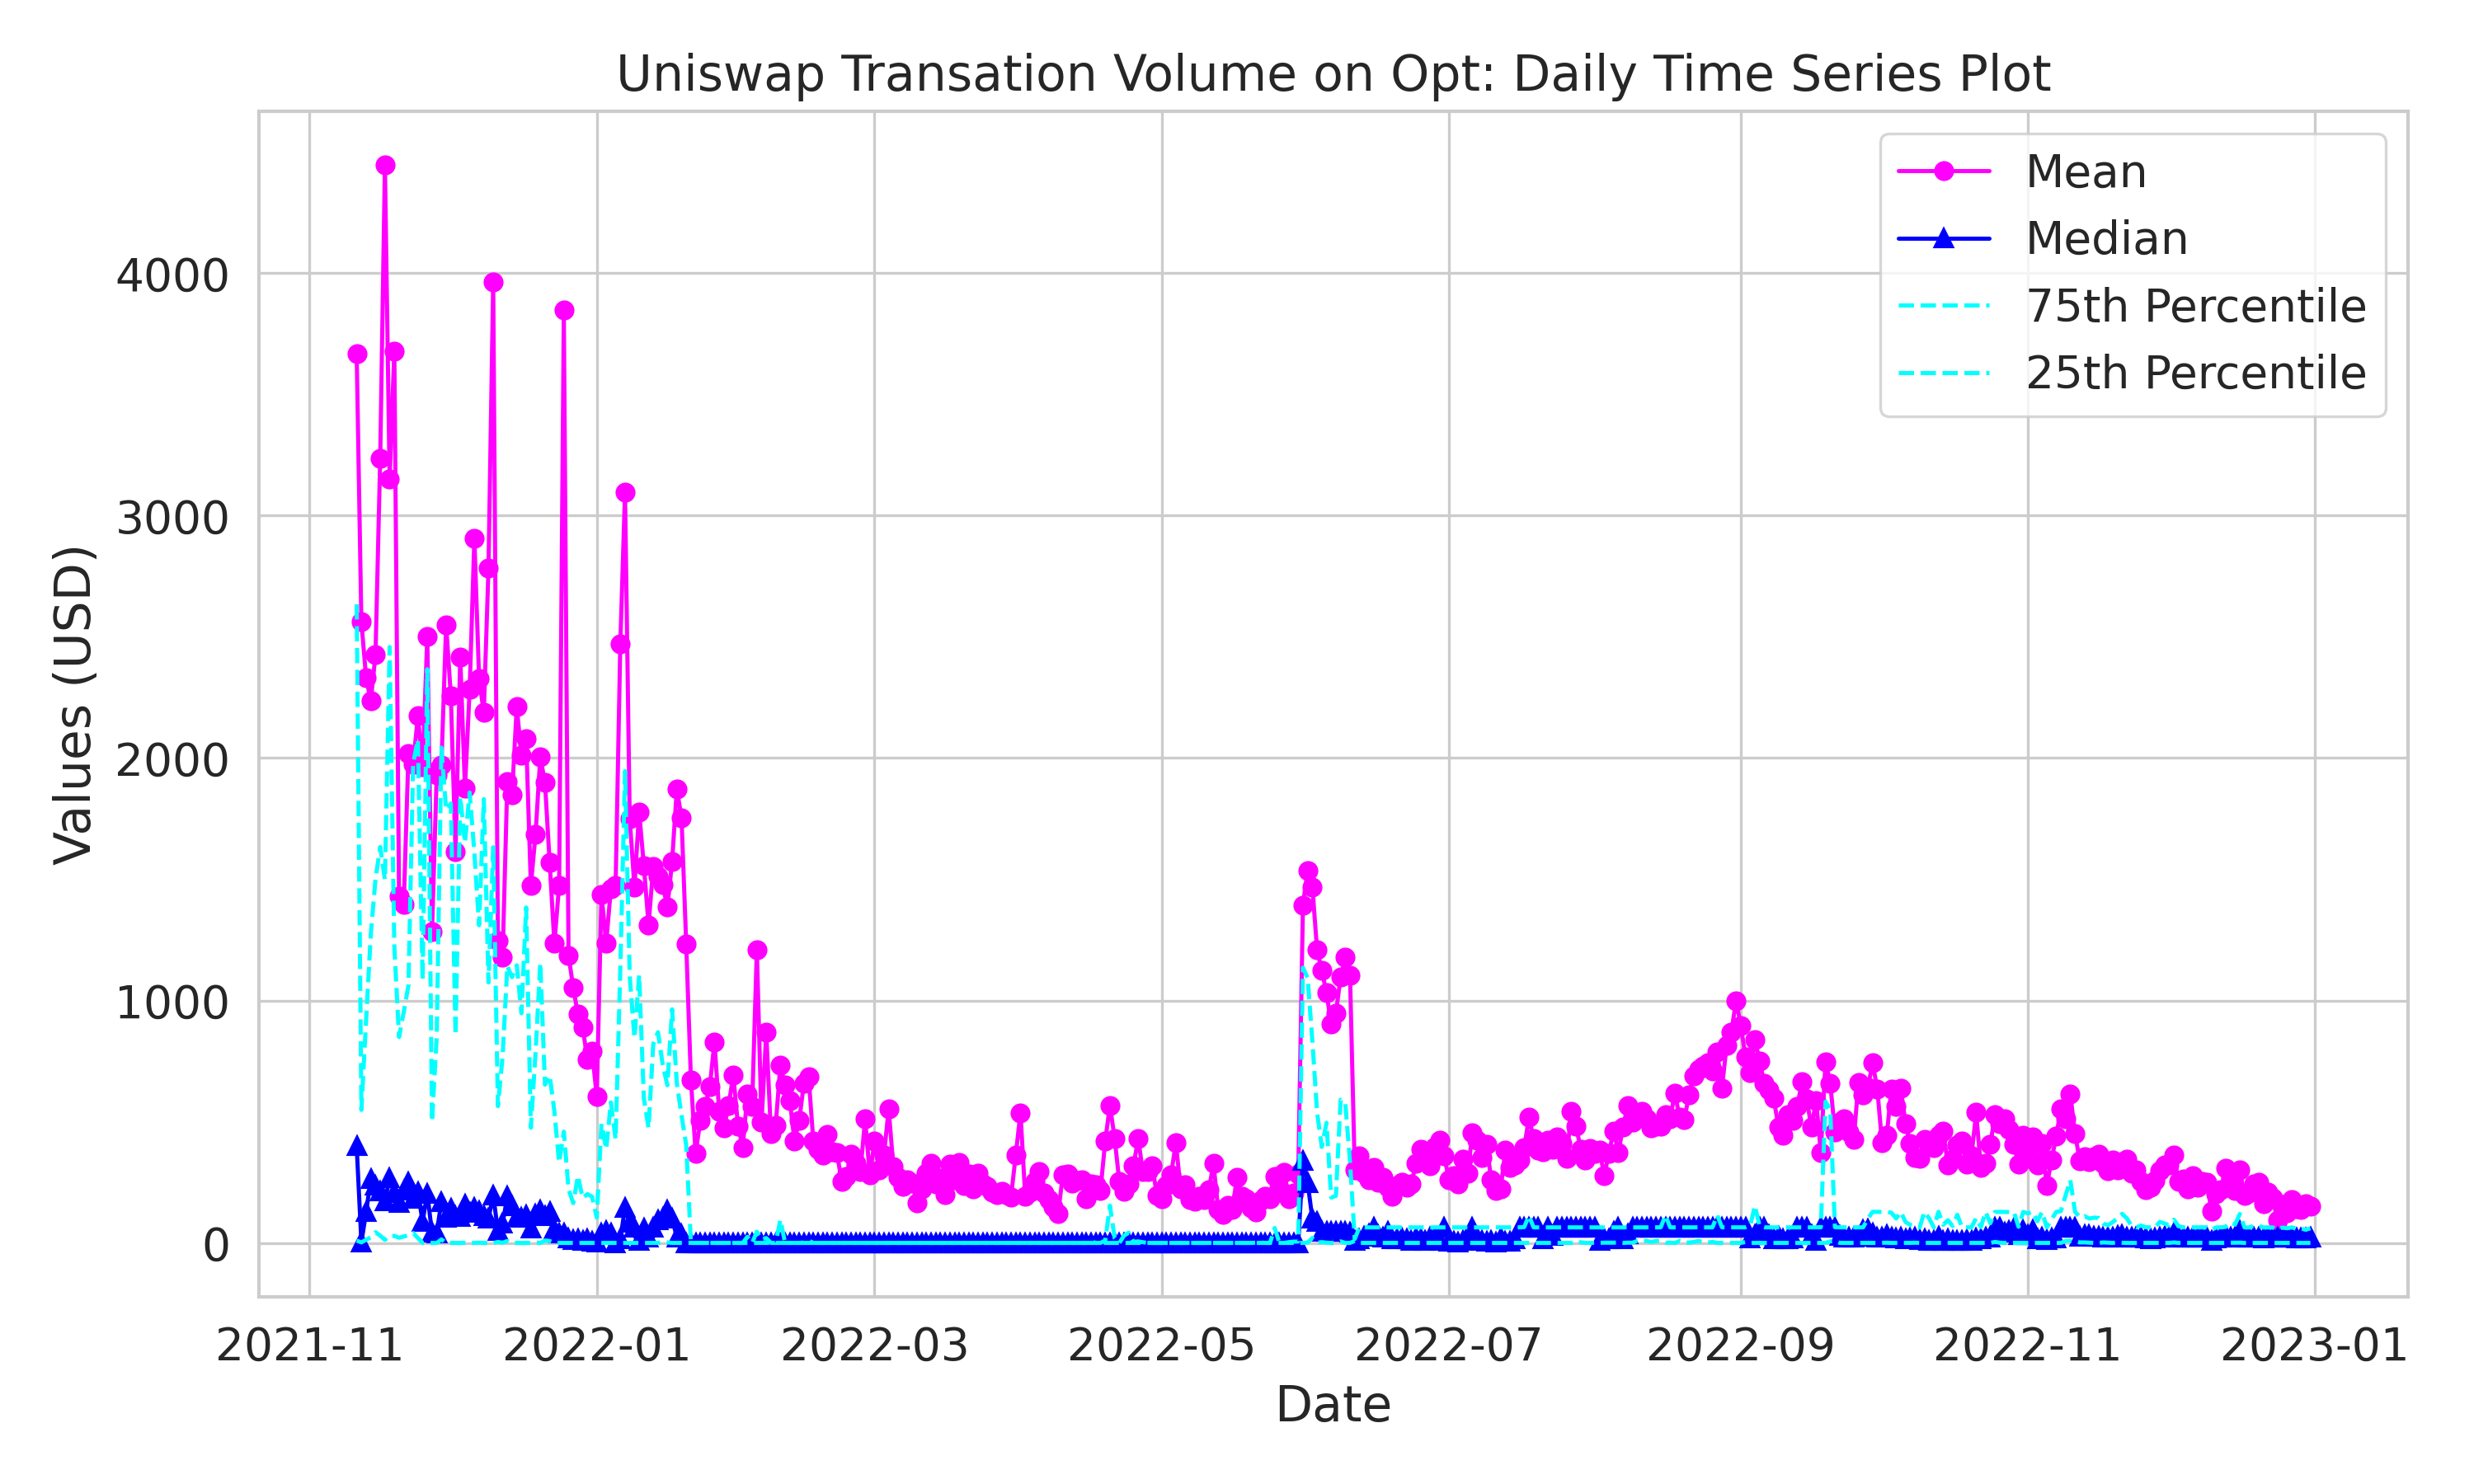 Uniswap Transation Volume on Opt: Daily Time Series Plot
Mean
Median
75th Percentile
25th Percentile
4000
3000
2000
1000
0
Values (USD)
2021-11 2022-01 2022-03 2022-05 2022-07 2022-09 2022-11 2023-01
Date